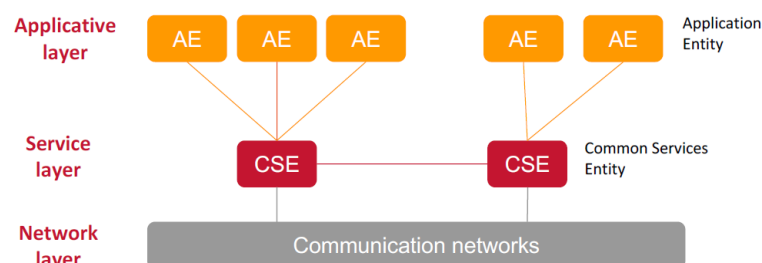 Applicative
layer
AE
AE
AE
AE
AE
Application
Entity
Service
layer
CSE
CSE
Common Services
Entity
Network
layer
Communication networks